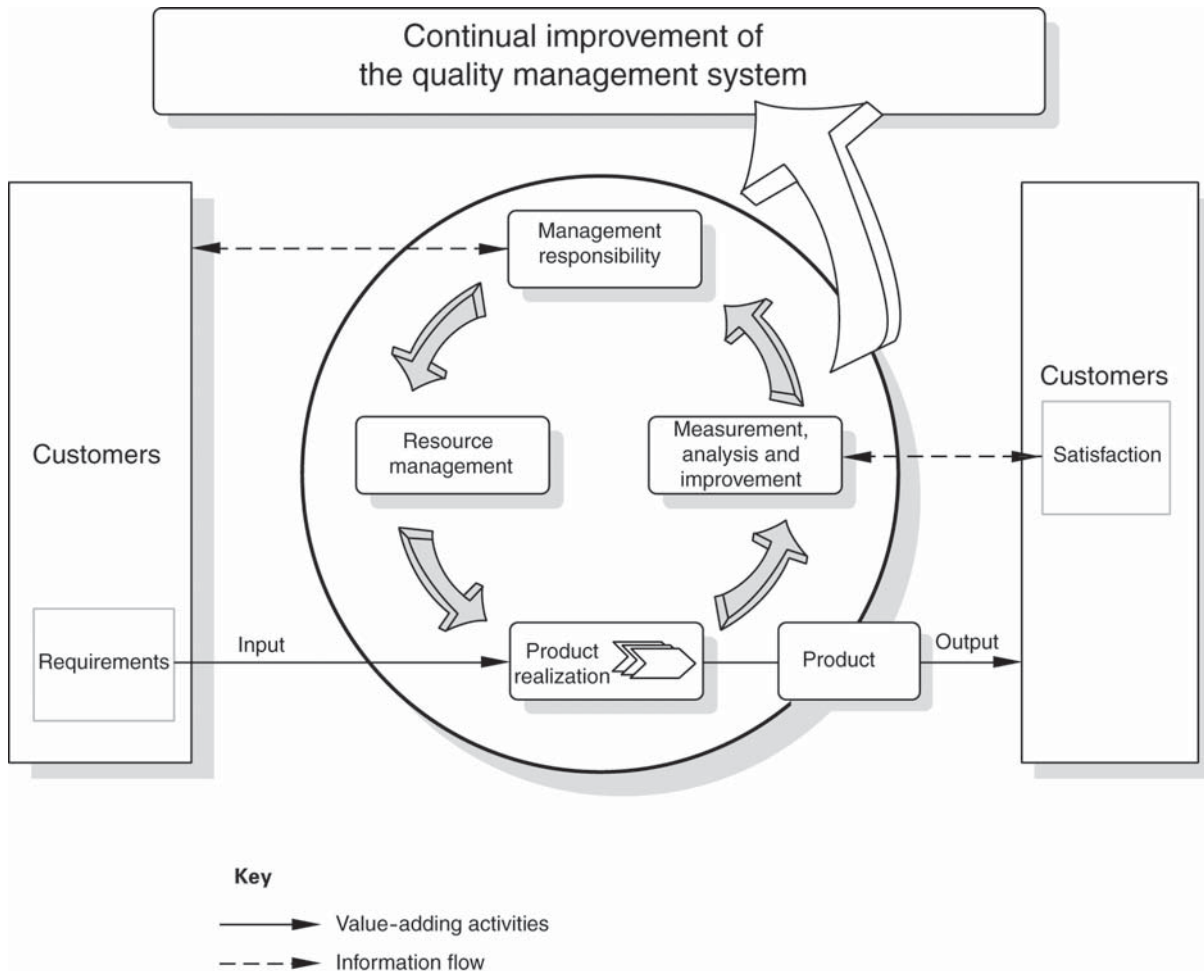 Continual improvement of
the quality management system
Management
responsibility
Customers
Resource
management
Measurement,
analysis and
improvement
Customers
Satisfaction
Requirements
Input
Product
realization
Product
Output
Key
Value-adding activities
Information flow